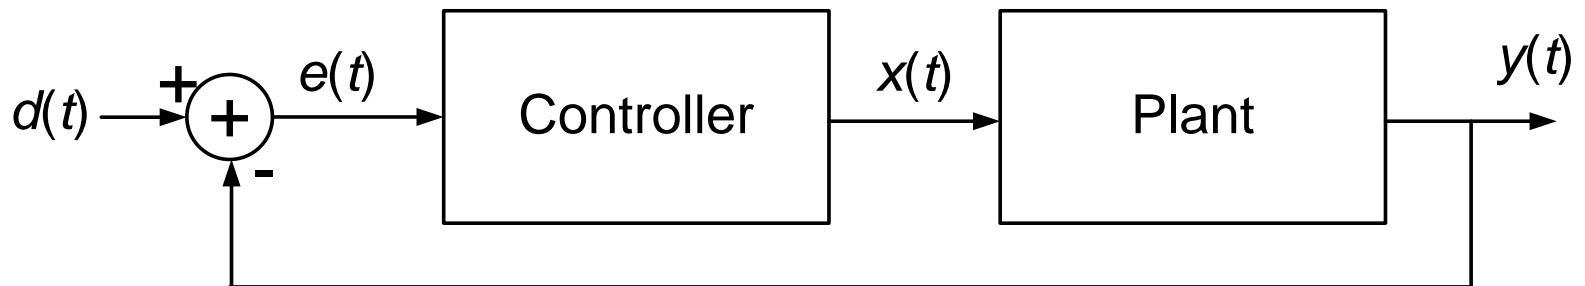 d(t)
+
+
-
e(t)
Controller
x(t)
Plant
y(t)